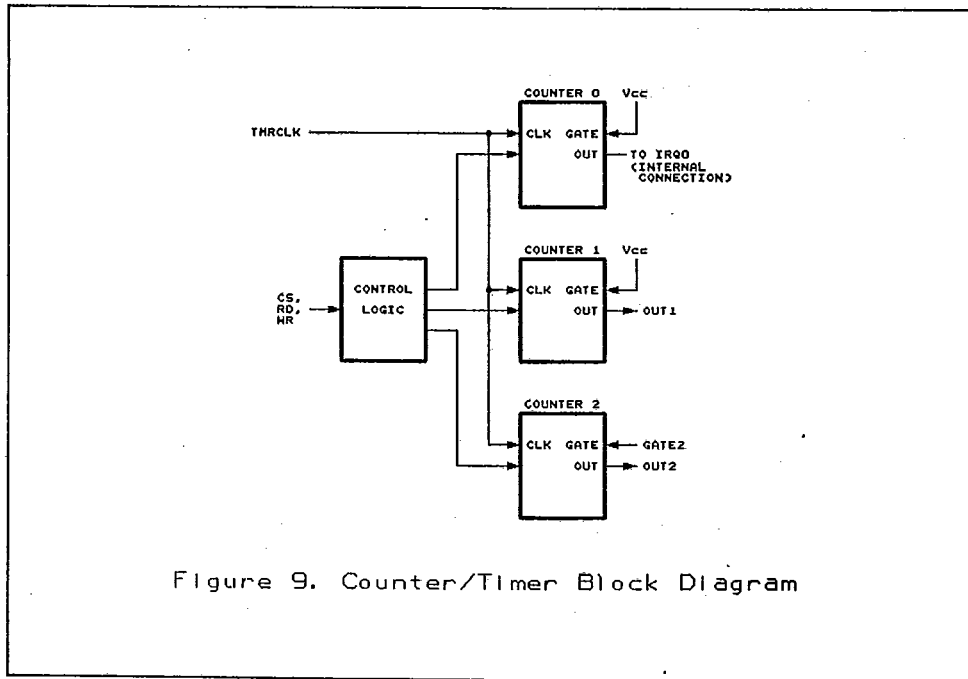 COUNTER 0 Vcc
TMRCLK CLK GATE
OUT TO IRQ0
(INTERNAL
CONNECTION)
COUNTER 1 Vcc
CONTROL
LOGIC
CS,
RD,
WR
CLK GATE
OUT OUT1
COUNTER 2
CLK GATE GATE2
OUT OUT2
Figure 9. Counter/Timer Block Diagram